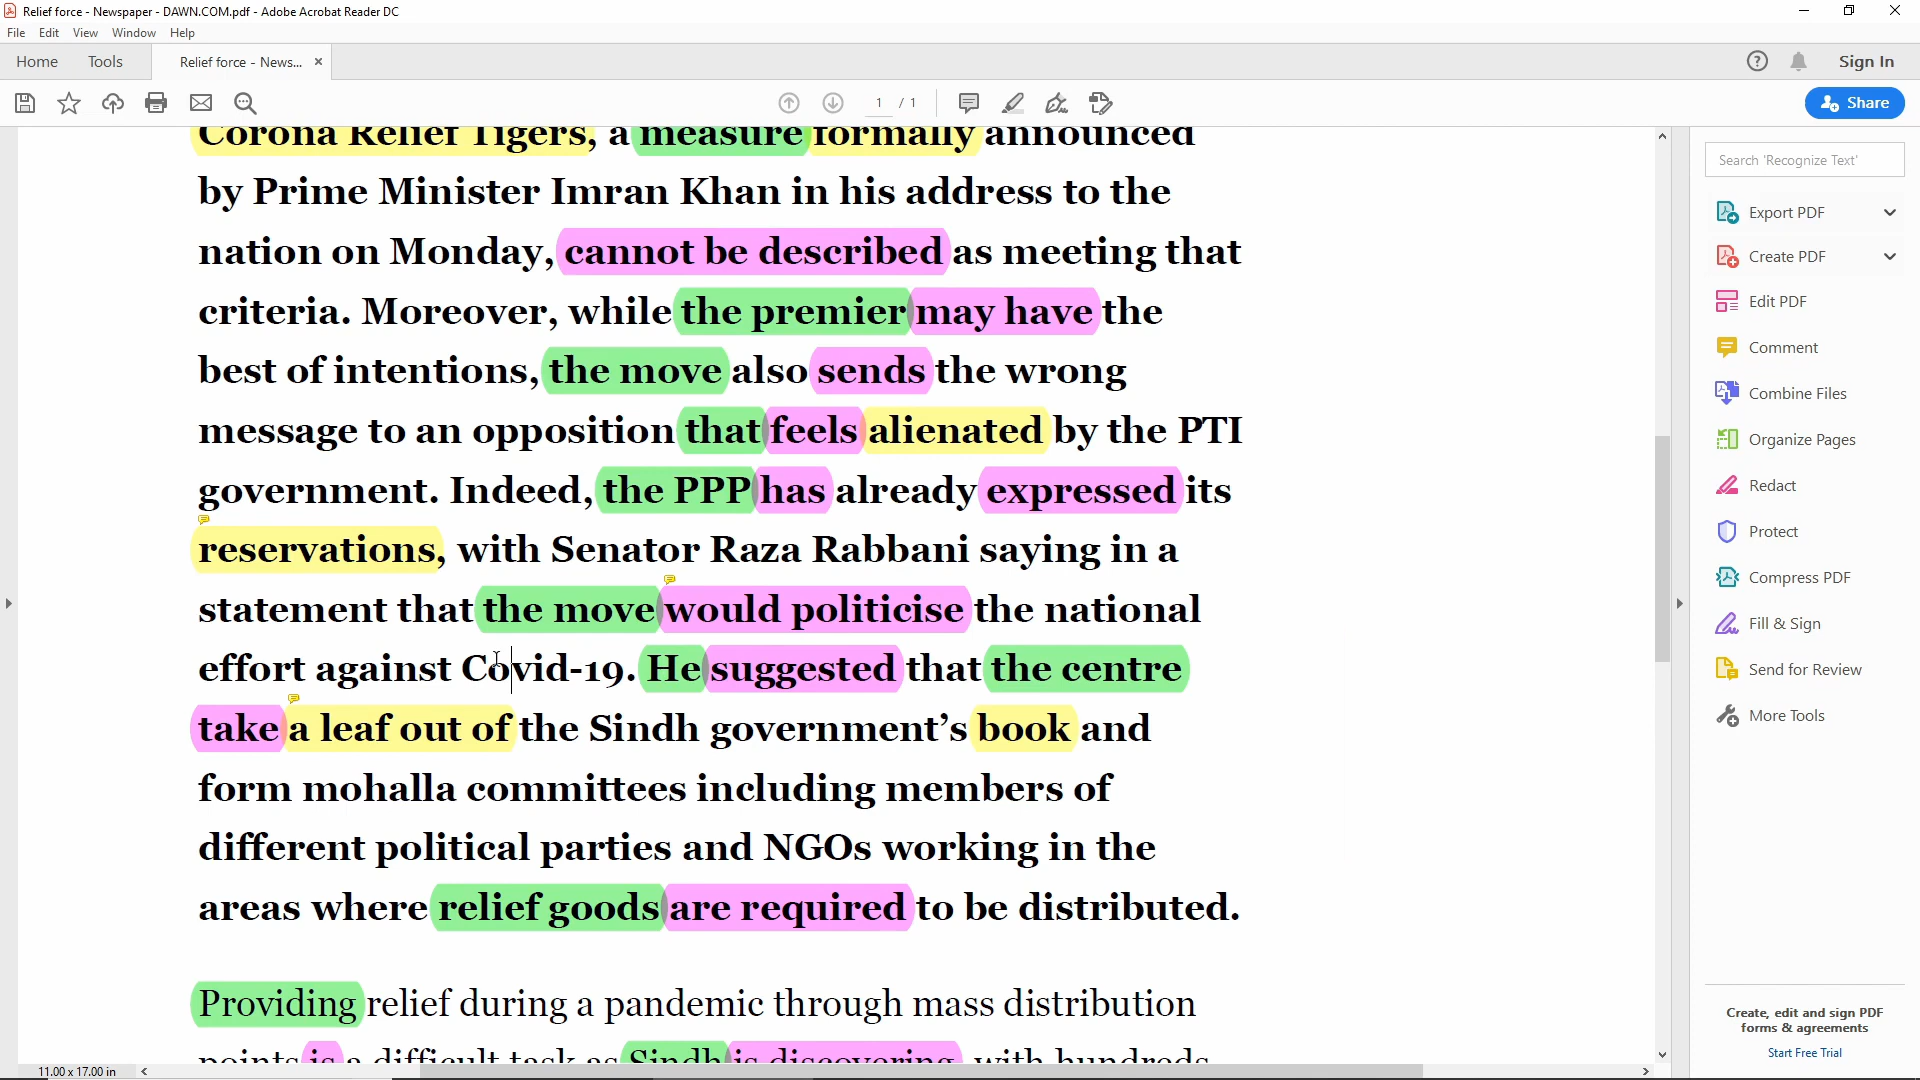 Relief force - Newspaper - DAWN.COM.pdf - Adobe Acrobat Reader DC
File Edit View Window Help
Home Tools Relief force - News... × Sign In
1 / 1 Share
Corona Relief Tigers, a measure formally announced
by Prime Minister Imran Khan in his address to the
nation on Monday, cannot be described as meeting that
criteria. Moreover, while the premier may have the
best of intentions, the move also sends the wrong
message to an opposition that feels alienated by the PTI
government. Indeed, the PPP has already expressed its
reservations, with Senator Raza Rabbani saying in a
statement that the move would politicise the national
effort against Covid-19. He suggested that the centre
take a leaf out of the Sindh government’s book and
form mohalla committees including members of
different political parties and NGOs working in the
areas where relief goods are required to be distributed.
Providing relief during a pandemic through mass distribution
points is a difficult task as Sindh is discovering, with hundreds
11.00 x 17.00 in
Search 'Recognize Text'
Export PDF
Create PDF
Edit PDF
Comment
Combine Files
Organize Pages
Redact
Protect
Compress PDF
Fill & Sign
Send for Review
More Tools
Create, edit and sign PDF
forms & agreements
Start Free Trial